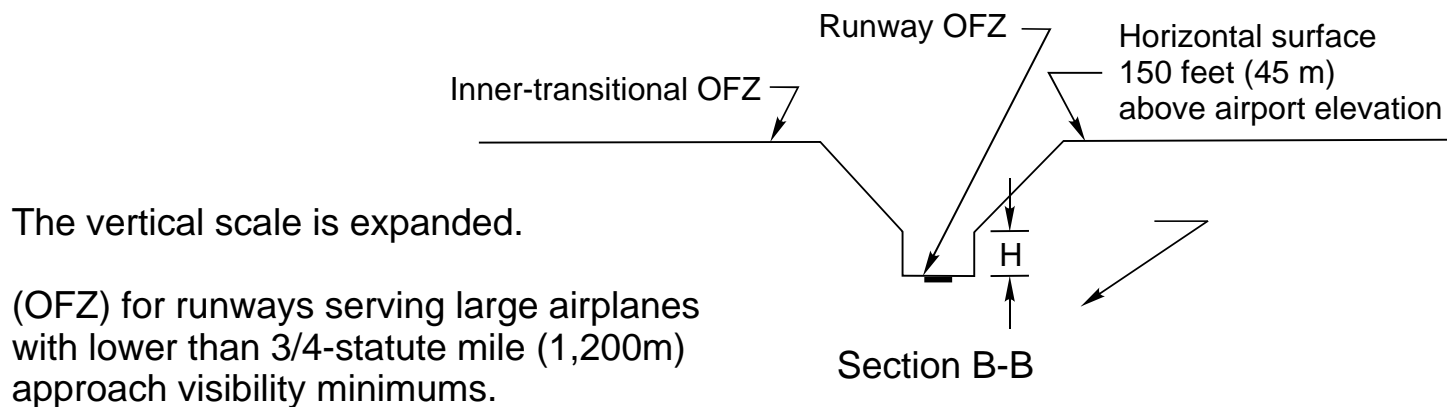 Runway OFZ
Horizontal surface
150 feet (45 m)
above airport elevation
Inner-transitional OFZ
The vertical scale is expanded.
H
(OFZ) for runways serving large airplanes
with lower than 3/4-statute mile (1,200m)
approach visibility minimums.
Section B-B